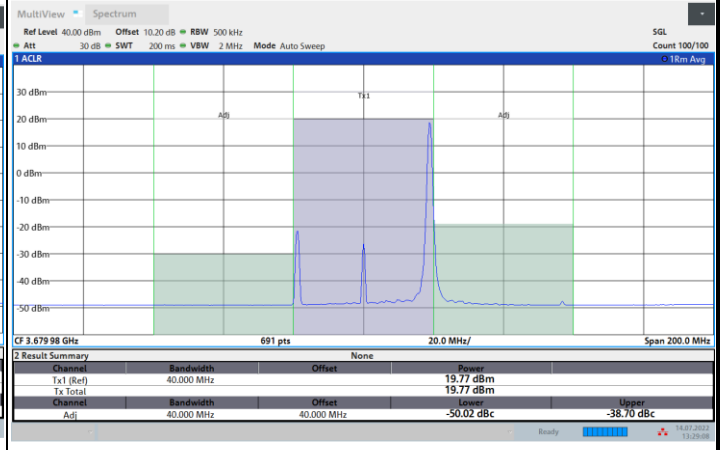 MultiView Spectrum
Ref Level 40.00 dBm Offset 10.20 dB RBW 500 kHz SGL
Att 30 dB SWT 200 ms VBW 2 MHz Mode Auto Sweep Count 100/100
1 ACLR 1Rm Avg
Tx1
Adj Adj
30 dBm
20 dBm
10 dBm
0 dBm
-10 dBm
-20 dBm
-30 dBm
-40 dBm
-50 dBm
CF 3.679 98 GHz 691 pts 20.0 MHz/ Span 200.0 MHz
2 Result Summary None
Channel Bandwidth Offset Power
Tx1 (Ref) 40.000 MHz 19.77 dBm
Tx Total 19.77 dBm
Channel Bandwidth Offset Lower Upper
Adj 40.000 MHz 40.000 MHz -50.02 dBc -38.70 dBc
Ready 14.07.2022
13:29:08